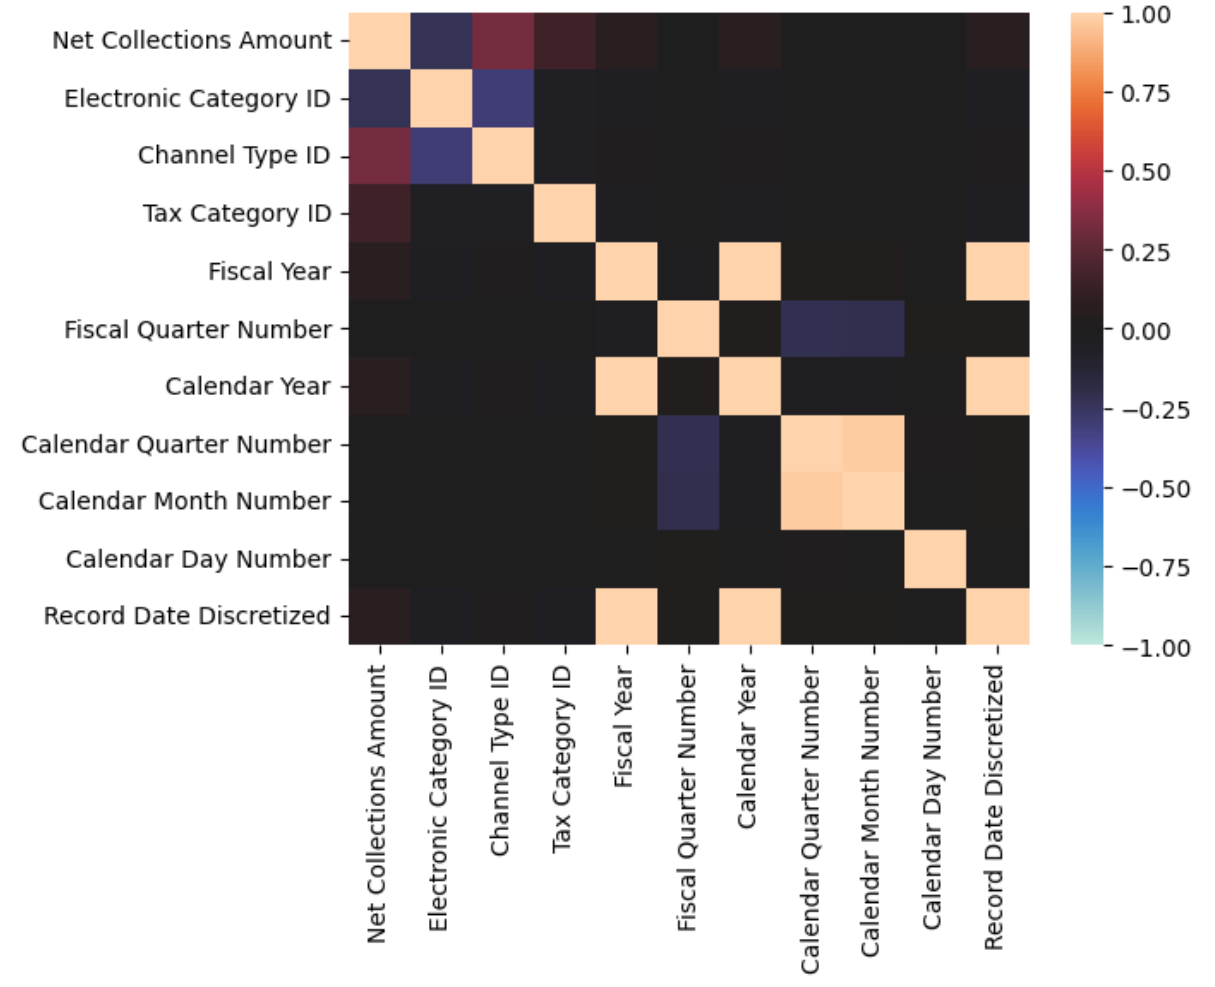 Net Collections Amount
Electronic Category ID
Channel Type ID
Tax Category ID
Fiscal Year
Fiscal Quarter Number
Calendar Year
Calendar Quarter Number
Calendar Month Number
Calendar Day Number
Record Date Discretized
Net Collections Amount
Electronic Category ID
Channel Type ID
Tax Category ID
Fiscal Year
Fiscal Quarter Number
Calendar Year
Calendar Quarter Number
Calendar Month Number
Calendar Day Number
Record Date Discretized
1.00
0.75
0.50
0.25
0.00
−0.25
−0.50
−0.75
−1.00